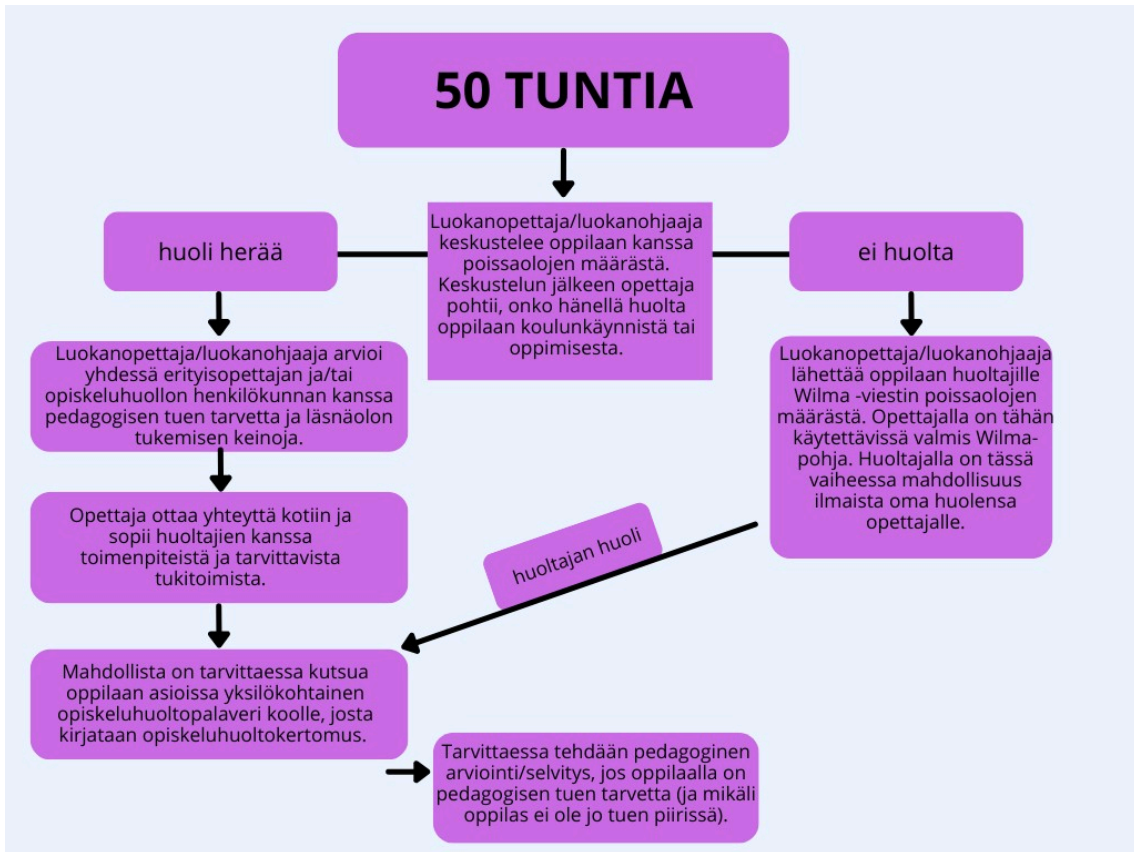 50 TUNTIA
Luokanopettaja/luokanohjaaja
keskustelee oppilaan kanssa
poissaolojen määrästä.
Keskustelun jälkeen opettaja
pohtii, onko hänellä huolta
oppilaan koulunkäynnistä tai
oppimisesta.
huoli herää
ei huolta
Luokanopettaja/luokanohjaaja arvioi
yhdessä erityisopettajan ja/tai
opiskeluhuollon henkilökunnan kanssa
pedagogisen tuen tarvetta ja läsnäolon
tukemisen keinoja.
Luokanopettaja/luokanohjaaja
lähettää oppilaan huoltajille
Wilma -viestin poissaolojen
määrästä. Opettajalla on tähän
käytettävissä valmis Wilma-
pohja. Huoltajalla on tässä
vaiheessa mahdollisuus
ilmaista oma huolensa
opettajalle.
Opettaja ottaa yhteyttä kotiin ja
sopii huoltajien kanssa
toimenpiteistä ja tarvittavista
tukitoimista.
huoltajan huoli
Mahdollista on tarvittaessa kutsua
oppilaan asioissa yksilökohtainen
opiskeluhuoltopalaveri koolle, josta
kirjataan opiskeluhuoltokertomus.
Tarvittaessa tehdään pedagoginen
arviointi/selvitys, jos oppilaalla on
pedagogisen tuen tarvetta (ja mikäli
oppilas ei ole jo tuen piirissä).